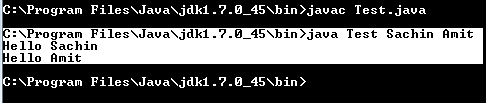 C:\Program Files\Java\jdk1.7.0_45\bin>javac Test.java
C:\Program Files\Java\jdk1.7.0_45\bin>java Test Sachin Amit
Hello Sachin
Hello Amit
C:\Program Files\Java\jdk1.7.0_45\bin>